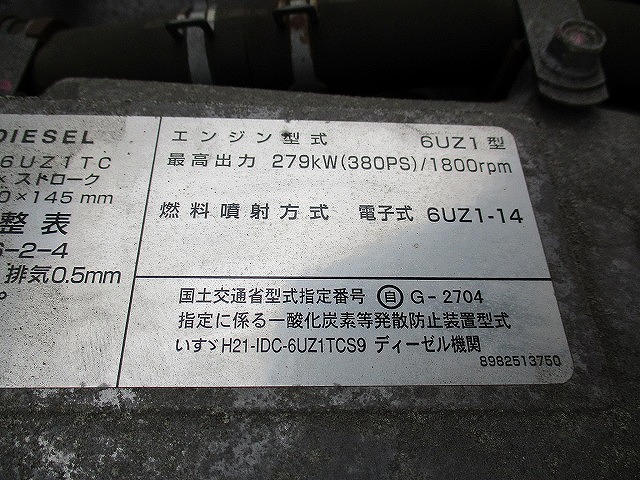 DIESEL
6UZ1TC
× ストローク
0×145mm
整表
6-2-4
排気0.5mm
エンジン型式 6UZ1型
最高出力 279kW(380PS)/1800rpm
燃料噴射方式 電子式 6UZ1-14
国土交通省型式指定番号 自 G-2704
指定に係る一酸化炭素等発散防止装置型式
いすゞH21-IDC-6UZ1TCS9 ディーゼル機関
8982513750